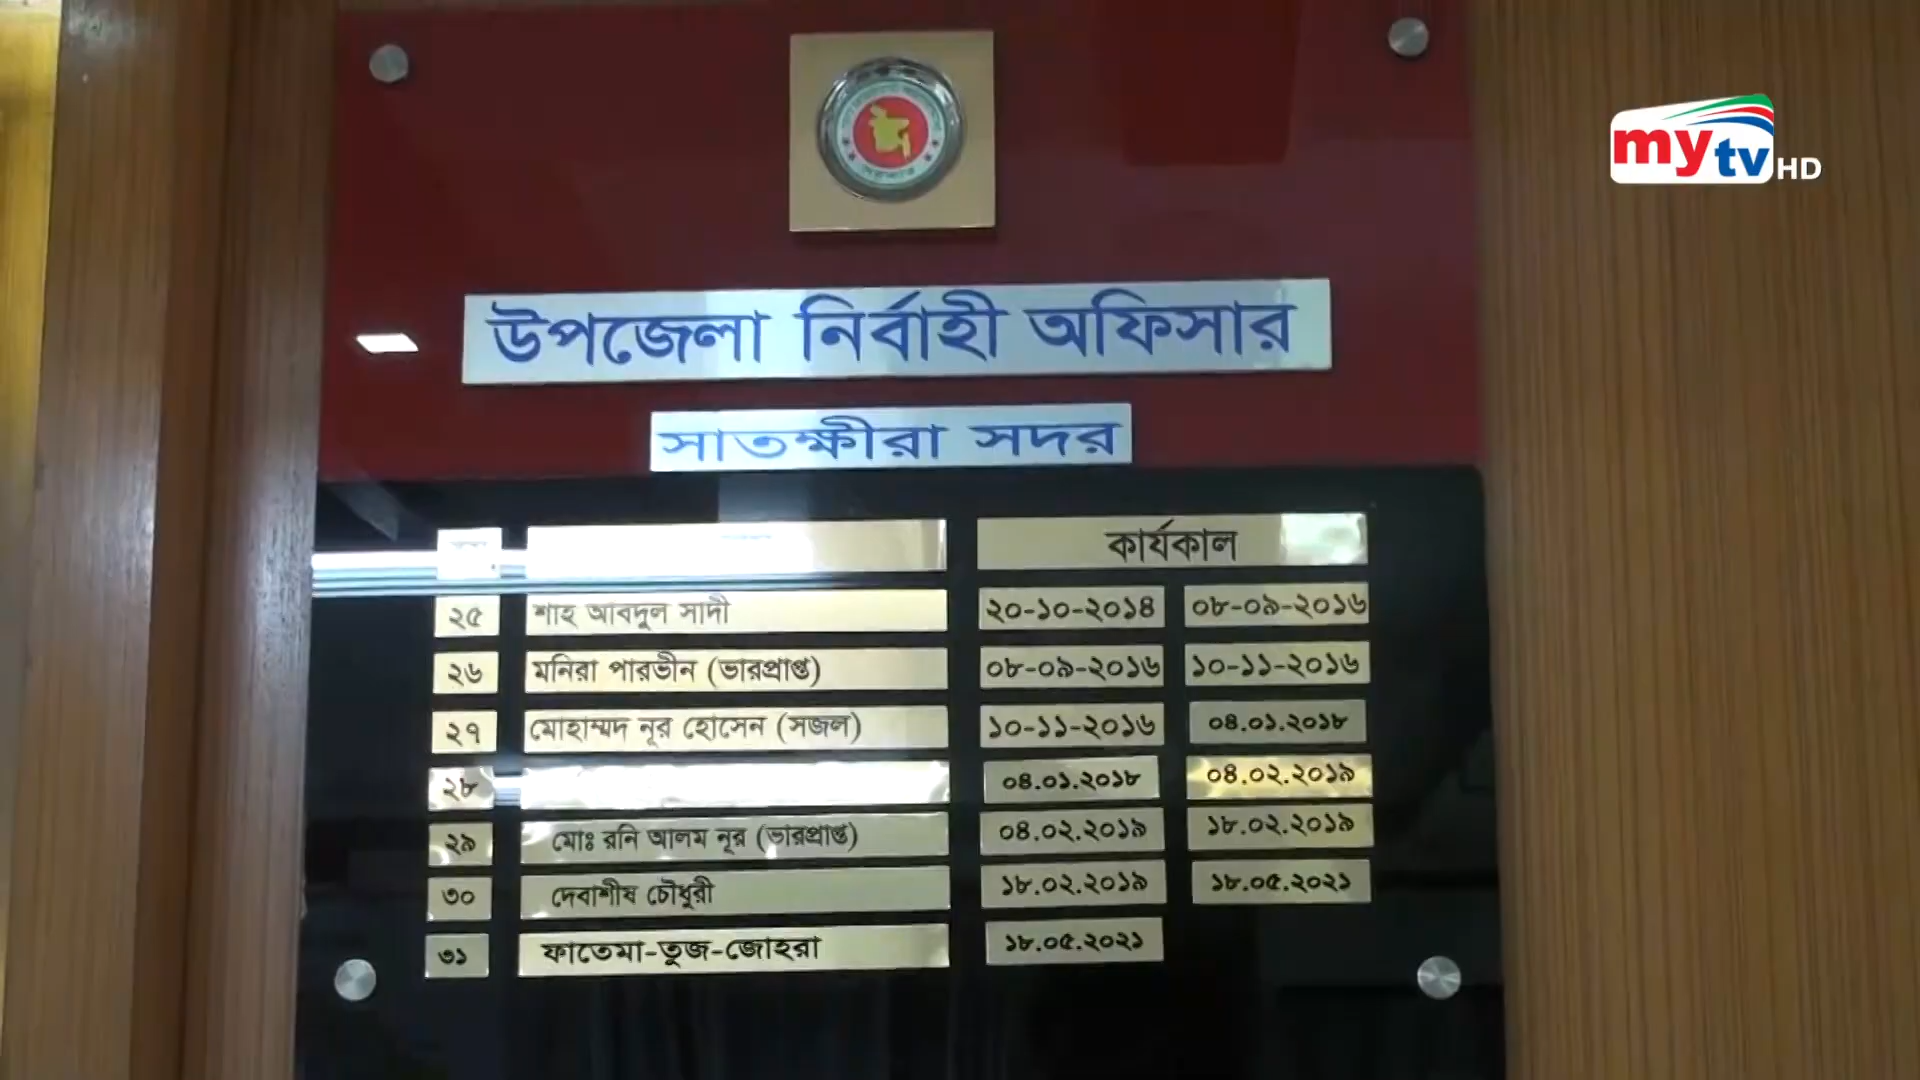 my tv HD
উপজেলা নির্বাহী অফিসার
সাতক্ষীরা সদর
কার্যকাল
২৫ শাহ আবদুল সাদী ২০-১০-২০১৪ ০৮-০৯-২০১৬
২৬ মনিরা পারভীন (ভারপ্রাপ্ত) ০৮-০৯-২০১৬ ১০-১১-২০১৬
২৭ মোহাম্মদ নূর হোসেন (সজল) ১০-১১-২০১৬ ০৪.০১.২০১৮
২৮ ০৪.০১.২০১৮ ০৪.০২.২০১৯
২৯ মোঃ রনি আলম নূর (ভারপ্রাপ্ত) ০৪.০২.২০১৯ ১৮.০২.২০১৯
৩০ দেবাশীষ চৌধুরী ১৮.০২.২০১৯ ১৮.০৫.২০২১
৩১ ফাতেমা-তুজ-জোহরা ১৮.০৫.২০২১